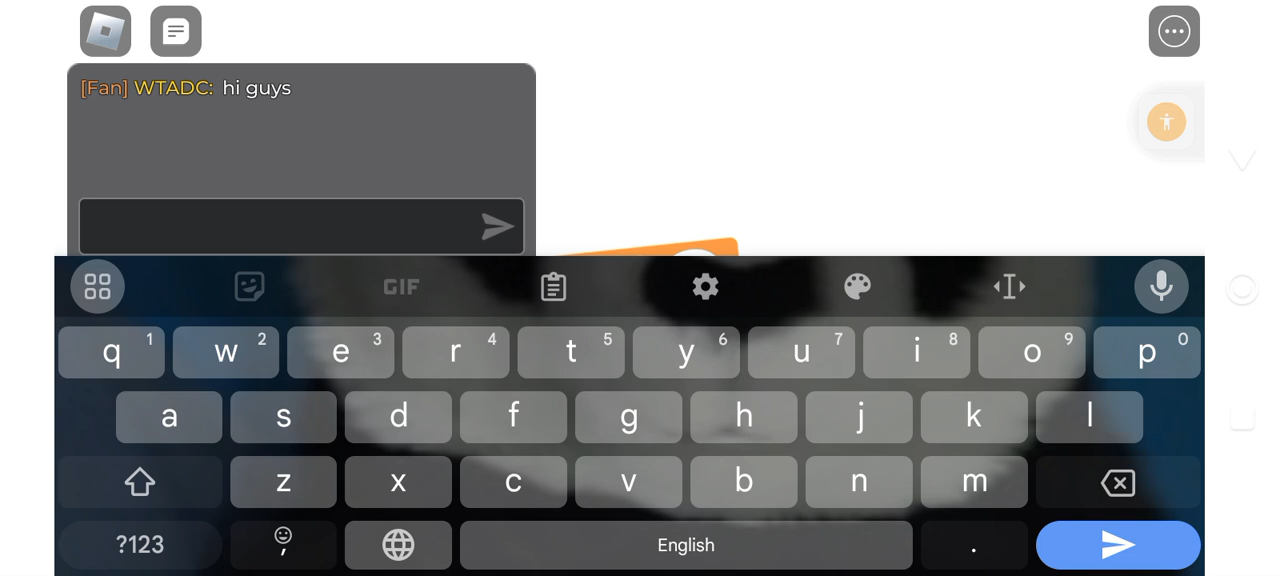 [Fan] WTADC: hi guys
GIF
q 1 w 2 e 3 r 4 t 5 y 6 u 7 i 8 o 9 p 0
a s d f g h j k l
z x c v b n m
?123 , English .